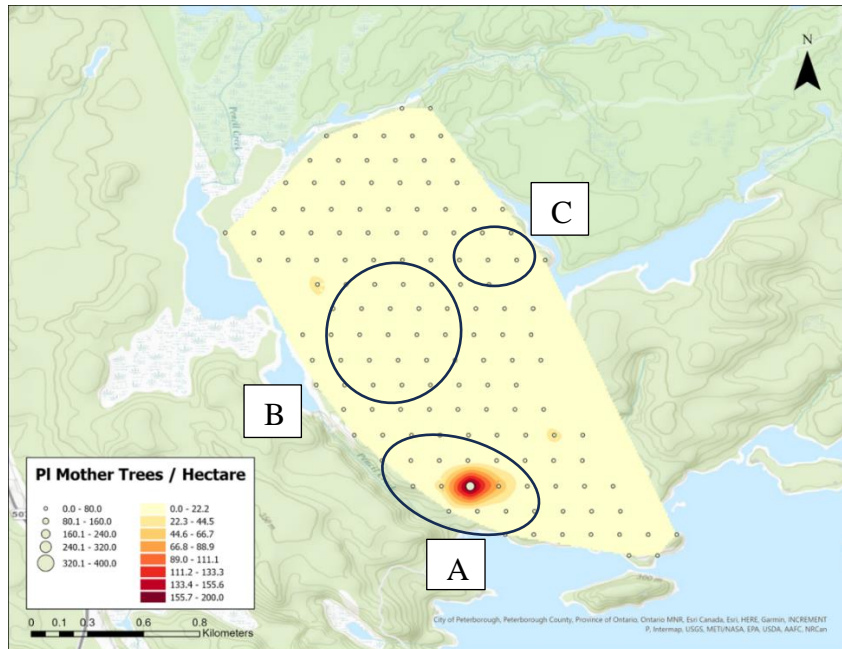 N
C
Pencil Creek
B
Pencil Creek
A
Pl Mother Trees / Hectare
0.0 - 80.0
80.1 - 160.0
160.1 - 240.0
240.1 - 320.0
320.1 - 400.0
0.0 - 22.2
22.3 - 44.5
44.6 - 66.7
66.8 - 88.9
89.0 - 111.1
111.2 - 133.3
133.4 - 155.6
155.7 - 200.0
0 0.1 0.3 0.6 0.8
Kilometers
City of Peterborough, Peterborough County, Province of Ontario, Ontario MNR, Esri Canada, Esri, HERE, Garmin, INCREMENT
P, Intermap, USGS, METI/NASA, EPA, USDA, AAFC, NRCan